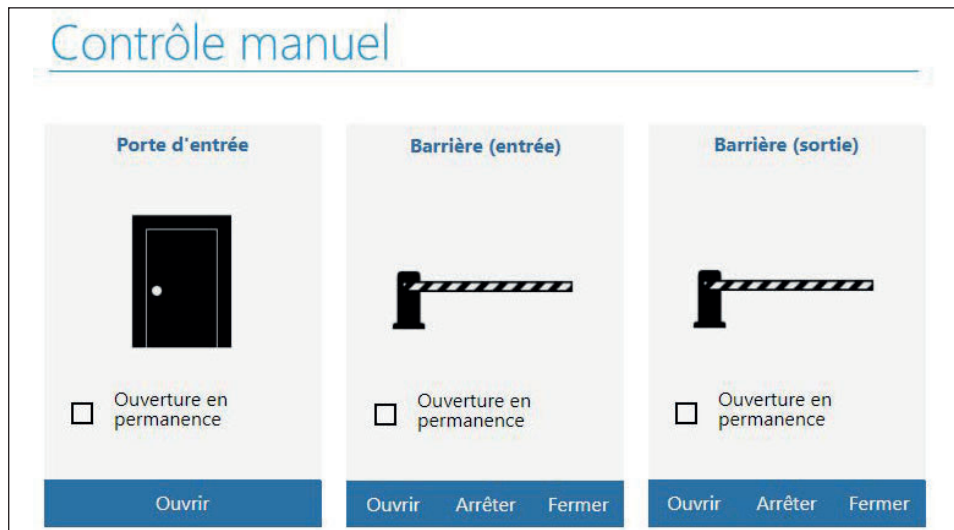 Contrôle manuel
Porte d'entrée
Ouverture en
permanence
Ouvrir
Barrière (entrée)
Ouverture en
permanence
Ouvrir Arrêter Fermer
Barrière (sortie)
Ouverture en
permanence
Ouvrir Arrêter Fermer